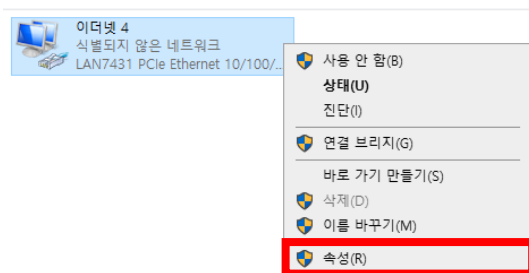 이더넷 4
식별되지 않은 네트워크
LAN7431 PCIe Ethernet 10/100/...
사용 안 함(B)
상태(U)
진단(I)
연결 브리지(G)
바로 가기 만들기(S)
삭제(D)
이름 바꾸기(M)
속성(R)